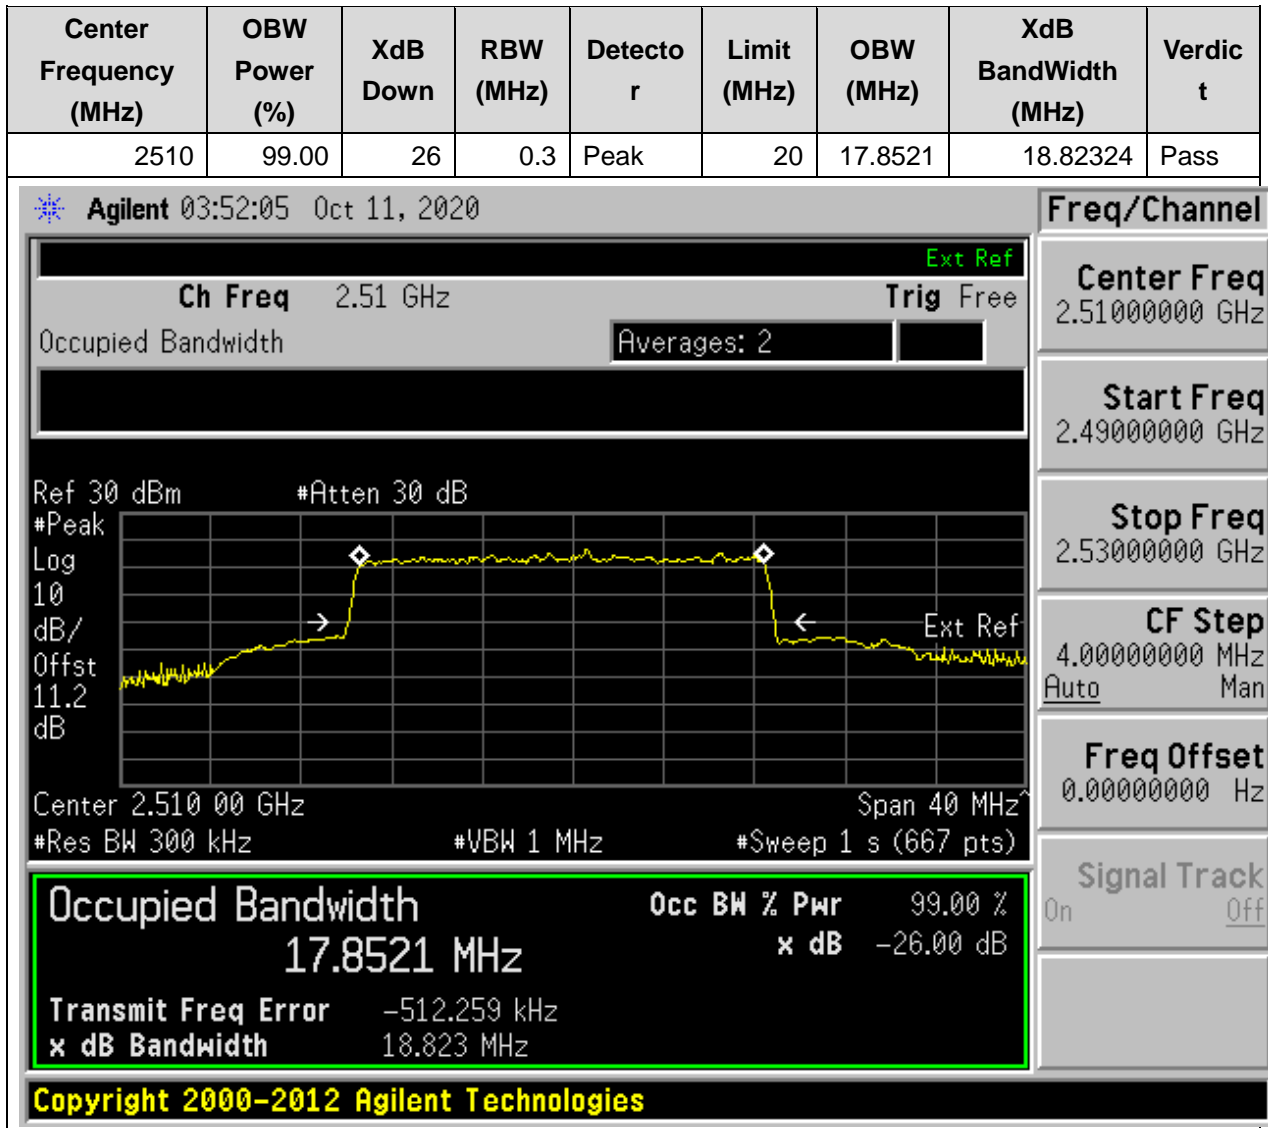 Center Frequency (MHz) OBW Power (%) XdB Down RBW (MHz) Detector Limit (MHz) OBW (MHz) XdB BandWidth (MHz) Verdict
2510 99.00 26 0.3 Peak 20 17.8521 18.82324 Pass
Agilent 03:52:05 Oct 11, 2020
Freq/Channel
Ext Ref
Ch Freq 2.51 GHz Trig Free
Occupied Bandwidth Averages: 2
Center Freq
2.51000000 GHz
Start Freq
2.49000000 GHz
Stop Freq
2.53000000 GHz
CF Step
4.00000000 MHz
Auto Man
Freq Offset
0.00000000 Hz
Signal Track
On Off
Ref 30 dBm #Atten 30 dB
#Peak
Log
10
dB/
Offst
11.2
dB
Ext Ref
Center 2.510 00 GHz Span 40 MHz^
#Res BW 300 kHz #VBW 1 MHz #Sweep 1 s (667 pts)
Occupied Bandwidth
17.8521 MHz
Occ BW % Pwr 99.00 %
x dB -26.00 dB
Transmit Freq Error -512.259 kHz
x dB Bandwidth 18.823 MHz
Copyright 2000-2012 Agilent Technologies